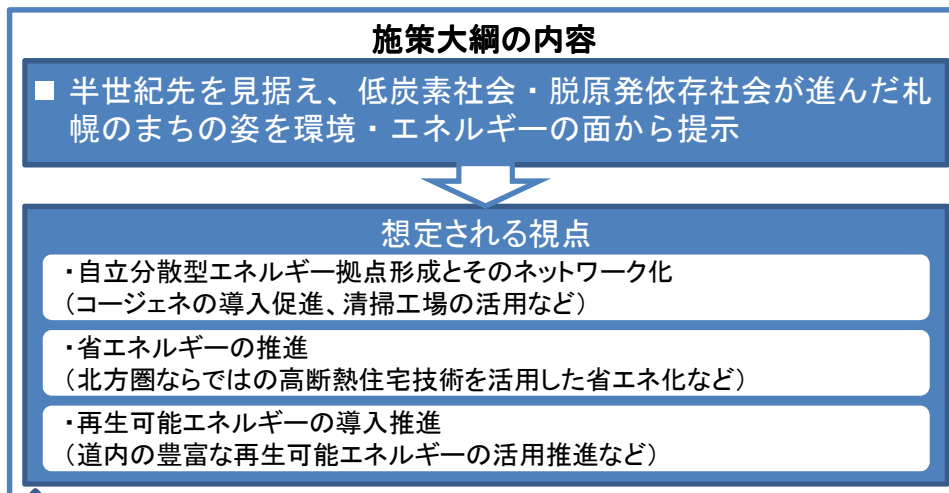 施策大綱の内容
■ 半世紀先を見据え、低炭素社会・脱原発依存社会が進んだ札
幌のまちの姿を環境・エネルギーの面から提示
想定される視点
・自立分散型エネルギー拠点形成とそのネットワーク化
(コージェネの導入促進、清掃工場の活用など)
・省エネルギーの推進
(北方圏ならではの高断熱住宅技術を活用した省エネ化など)
・再生可能エネルギーの導入推進
(道内の豊富な再生可能エネルギーの活用推進など)